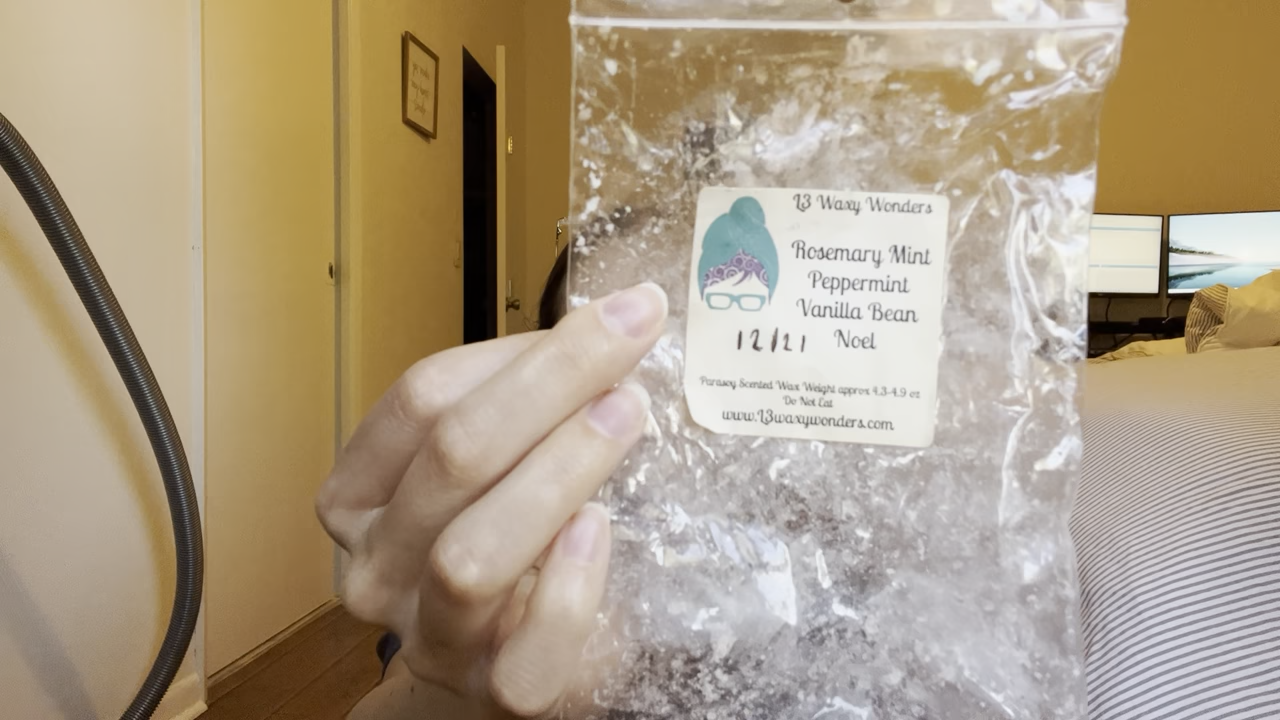 L3 Waxy Wonders
Rosemary Mint
Peppermint
Vanilla Bean
Noel
12/21
Parasoy Scented Wax Weight approx 4.3-4.9 oz
Do Not Eat
www.L3waxywonders.com